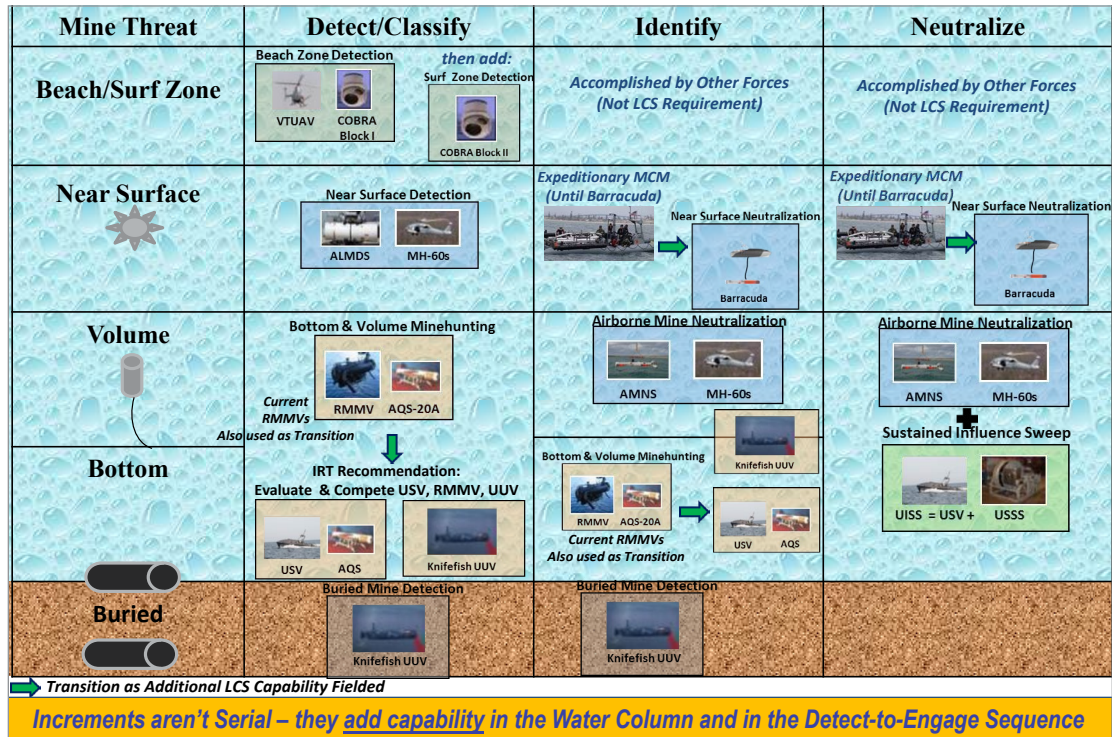 Mine Threat
Detect/Classify
Identify
Neutralize
Beach/Surf Zone
Beach Zone Detection
VTUAV
COBRA
Block I
then add:
Surf Zone Detection
COBRA Block II
Accomplished by Other Forces
(Not LCS Requirement)
Accomplished by Other Forces
(Not LCS Requirement)
Near Surface
Near Surface Detection
ALMDS
MH-60s
Expeditionary MCM
(Until Barracuda)
Near Surface Neutralization
Barracuda
Expeditionary MCM
(Until Barracuda)
Near Surface Neutralization
Barracuda
Volume
Bottom & Volume Minehunting
RMMV
AQS-20A
Current
RMMVs
Also used as Transition
Airborne Mine Neutralization
AMNS
MH-60s
Knifefish UUV
Airborne Mine Neutralization
AMNS
MH-60s
Sustained Influence Sweep
UISS = USV +
USSS
Bottom
IRT Recommendation:
Evaluate & Compete USV, RMMV, UUV
USV
AQS
Knifefish UUV
Bottom & Volume Minehunting
RMMV
AQS-20A
Current RMMVs
Also used as Transition
USV
AQS
Buried
Buried Mine Detection
Knifefish UUV
Buried Mine Detection
Knifefish UUV
Transition as Additional LCS Capability Fielded
Increments aren't Serial – they add capability in the Water Column and in the Detect-to-Engage Sequence